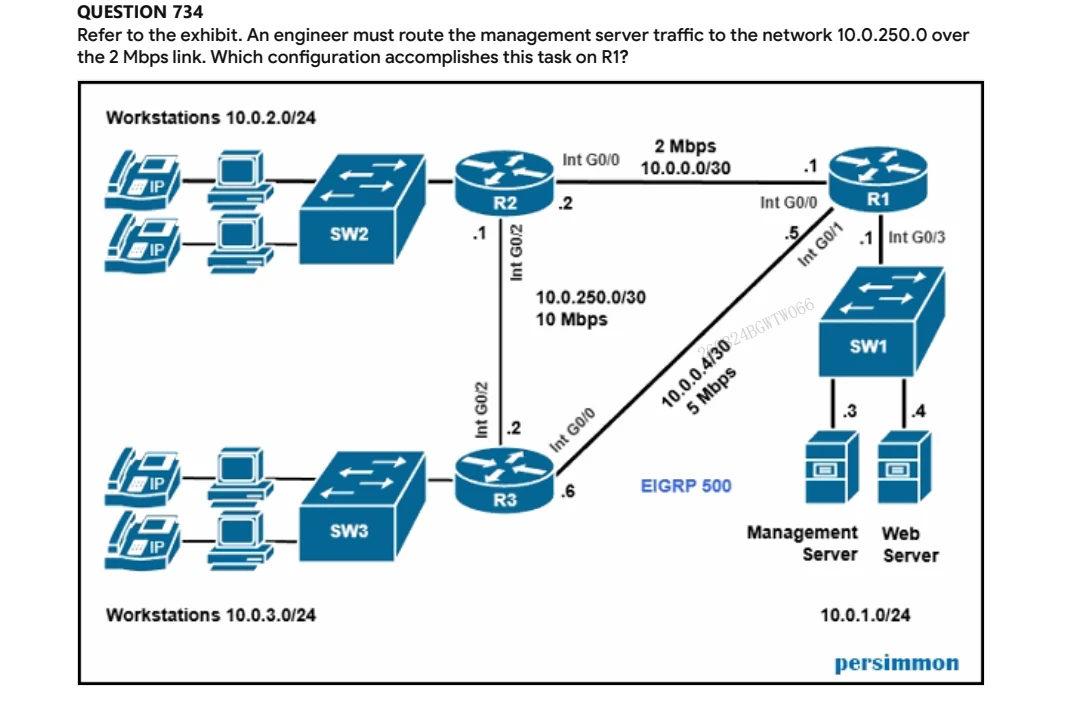 QUESTION 734
Refer to the exhibit. An engineer must route the management server traffic to the network 10.0.250.0 over
the 2 Mbps link. Which configuration accomplishes this task on R1?
Workstations 10.0.2.0/24
IP
IP
SW2
R2
Int G0/0
.2
2 Mbps
10.0.0.0/30
.1
Int G0/0
R1
.1
Int G0/2
.5
Int G0/1
.1
Int G0/3
10.0.250.0/30
10 Mbps
SW1
10.0.0.4/30
5 Mbps
.3
.4
Int G0/2
.2
Int G0/0
IP
IP
SW3
R3
.6
EIGRP 500
Management
Server
Web
Server
Workstations 10.0.3.0/24
10.0.1.0/24
persimmon